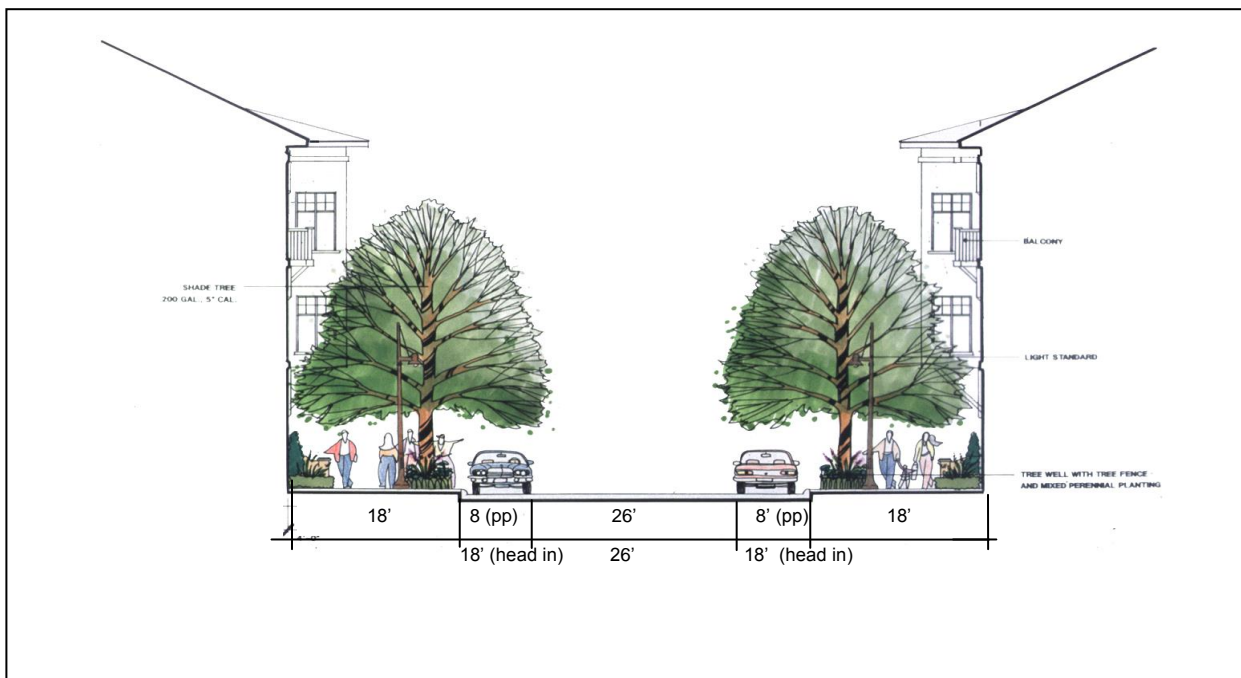 BALCONY
SHADE TREE
200 GAL., 5" CAL.
LIGHT STANDARD
TREE WELL WITH TREE FENCE
AND MIXED PERENNIAL PLANTING
18’ 8 (pp) 26’ 8’ (pp) 18’
18’ (head in) 26’ 18’ (head in)